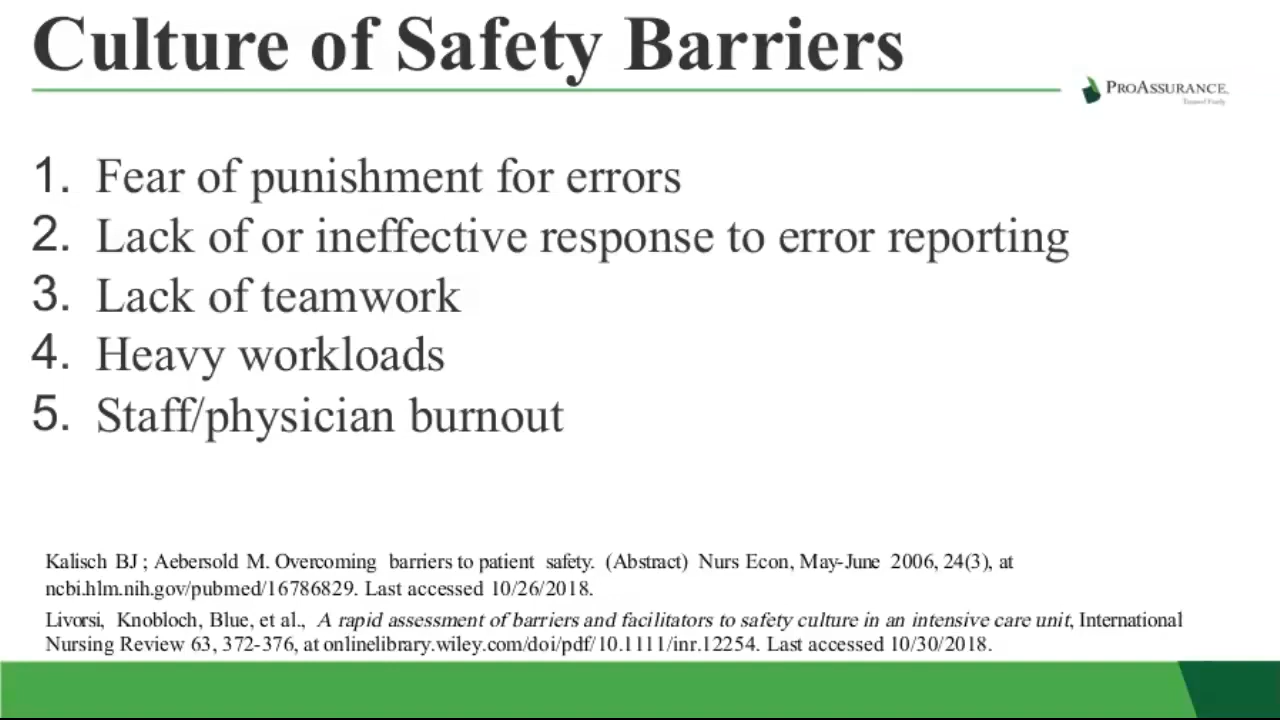 Culture of Safety Barriers
PROASSURANCE.
Treated Fairly
1. Fear of punishment for errors
2. Lack of or ineffective response to error reporting
3. Lack of teamwork
4. Heavy workloads
5. Staff/physician burnout
Kalisch BJ ; Aebersold M. Overcoming barriers to patient safety. (Abstract) Nurs Econ, May-June 2006, 24(3), at
ncbi.hlm.nih.gov/pubmed/16786829. Last accessed 10/26/2018.
Livorsi, Knobloch, Blue, et al., A rapid assessment of barriers and facilitators to safety culture in an intensive care unit, International
Nursing Review 63, 372-376, at onlinelibrary.wiley.com/doi/pdf/10.1111/inr.12254. Last accessed 10/30/2018.